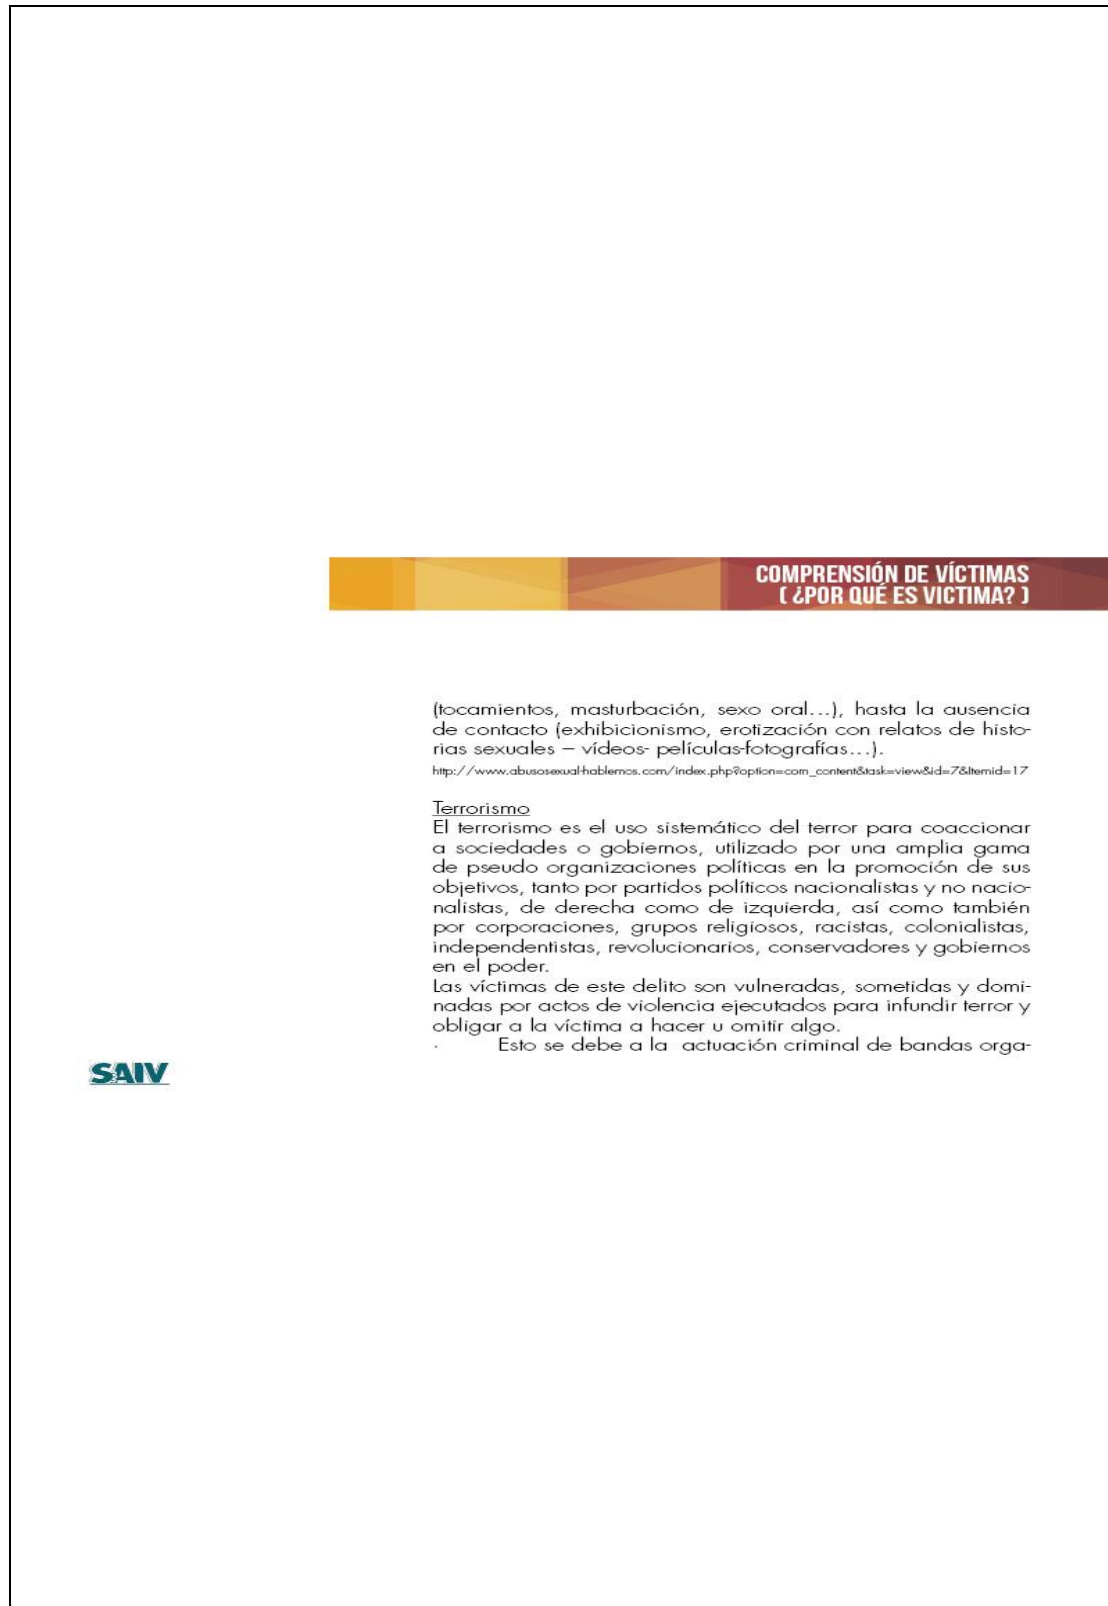 COMPRENSIÓN DE VÍCTIMAS
( ¿POR QUÉ ES VICTIMA? )
(tocamientos, masturbación, sexo oral...), hasta la ausencia
de contacto (exhibicionismo, erotización con relatos de histo-
rias sexuales – vídeos- películas-fotografías...).
http://www.abusosexual-hablemos.com/index.php?option=com_content&task=view&id=7&Itemid=17
Terrorismo
El terrorismo es el uso sistemático del terror para coaccionar
a sociedades o gobiernos, utilizado por una amplia gama
de pseudo organizaciones políticas en la promoción de sus
objetivos, tanto por partidos políticos nacionalistas y no nacio-
nalistas, de derecha como de izquierda, así como también
por corporaciones, grupos religiosos, racistas, colonialistas,
independentistas, revolucionarios, conservadores y gobiernos
en el poder.
Las víctimas de este delito son vulneradas, sometidas y domi-
nadas por actos de violencia ejecutados para infundir terror y
obligar a la víctima a hacer u omitir algo.
· Esto se debe a la actuación criminal de bandas orga-
SAIV